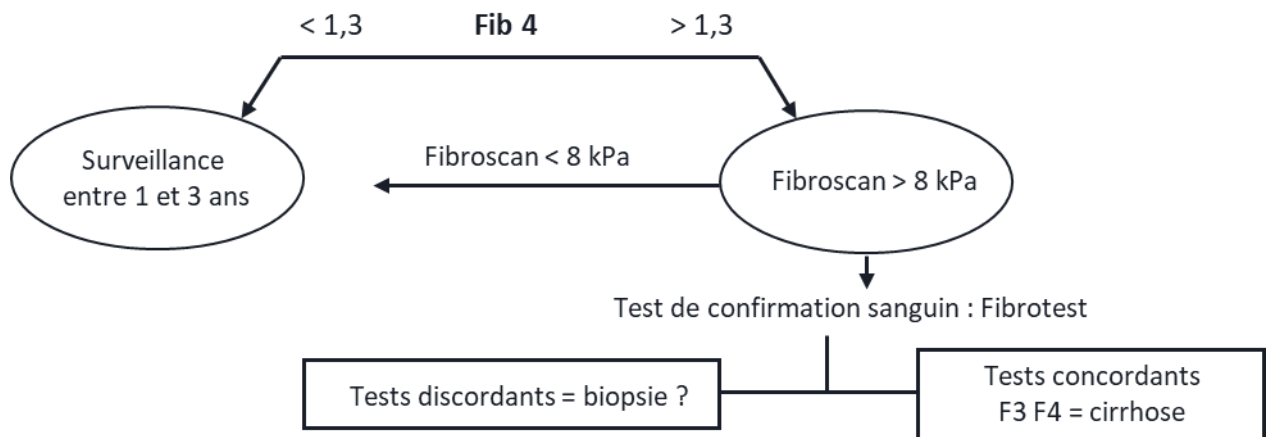 < 1,3 Fib 4 > 1,3
Fibroscan < 8 kPa
Surveillance
entre 1 et 3 ans
Fibroscan > 8 kPa
Test de confirmation sanguin : Fibrotest
Tests discordants = biopsie ?
Tests concordants
F3 F4 = cirrhose